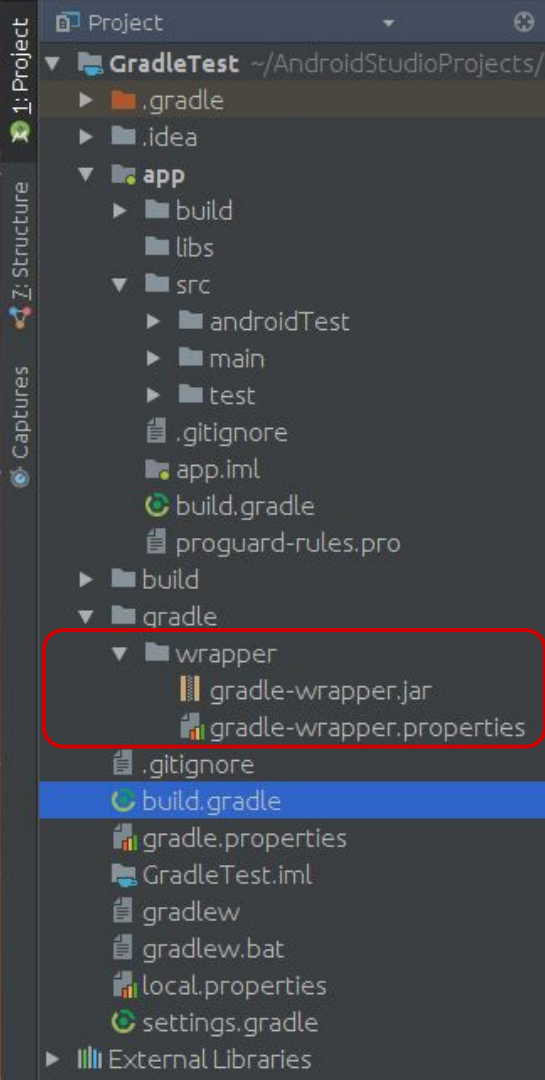 Project
GradleTest ~/AndroidStudioProjects/
.gradle
.idea
app
build
libs
src
androidTest
main
test
.gitignore
app.iml
build.gradle
proguard-rules.pro
build
gradle
wrapper
gradle-wrapper.jar
gradle-wrapper.properties
.gitignore
build.gradle
gradle.properties
GradleTest.iml
gradlew
gradlew.bat
local.properties
settings.gradle
External Libraries
1: Project
7: Structure
Captures